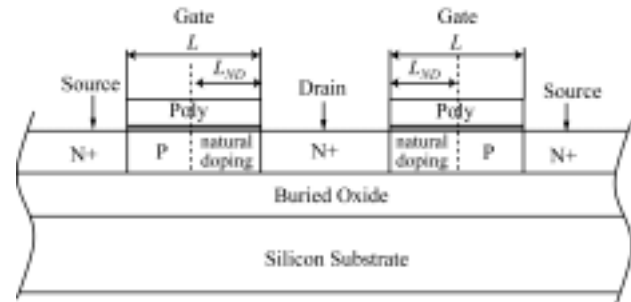 Gate Gate
L L
L_ND L_ND
Source Drain Source
Poly Poly
N+ P natural doping N+ natural doping P N+
Buried Oxide
Silicon Substrate